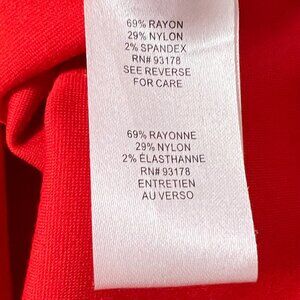 69% RAYON
29% NYLON
2% SPANDEX
RN# 93178
SEE REVERSE
FOR CARE
69% RAYONNE
29% NYLON
2% ÉLASTHANNE
RN# 93178
ENTRETIEN
AU VERSO